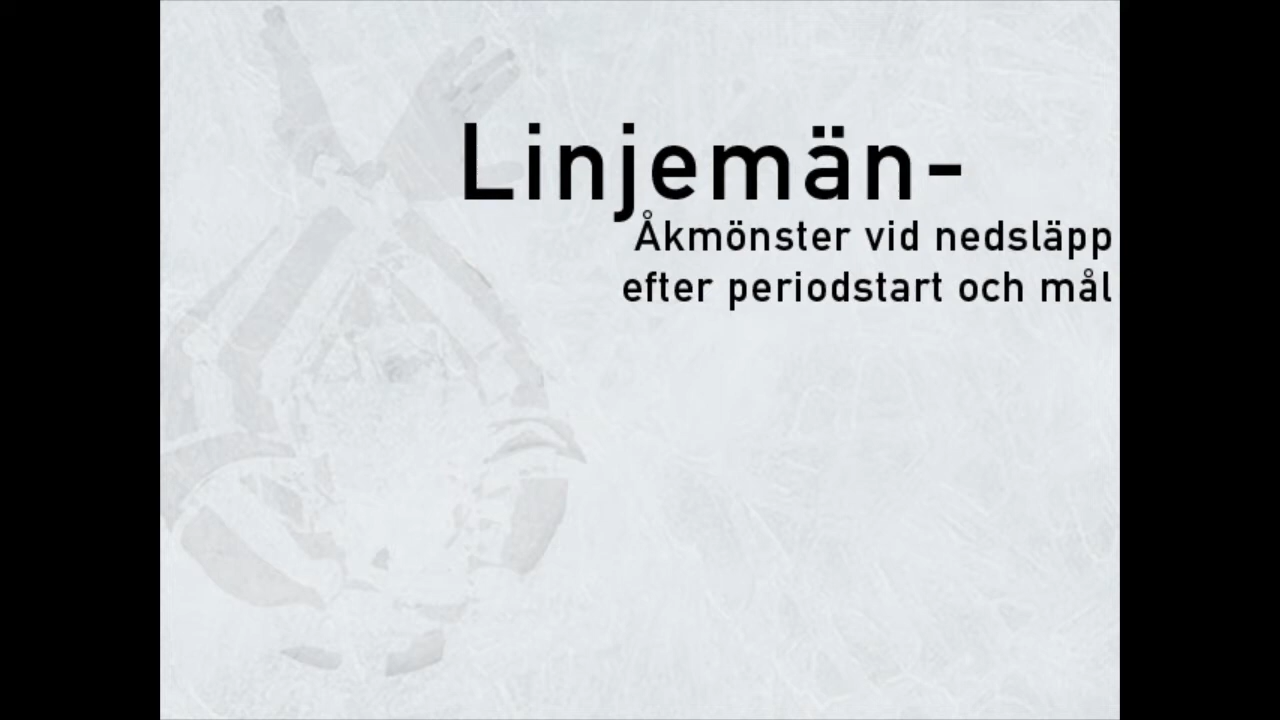 Linjemän-
Åkmönster vid nedsläpp
efter periodstart och mål